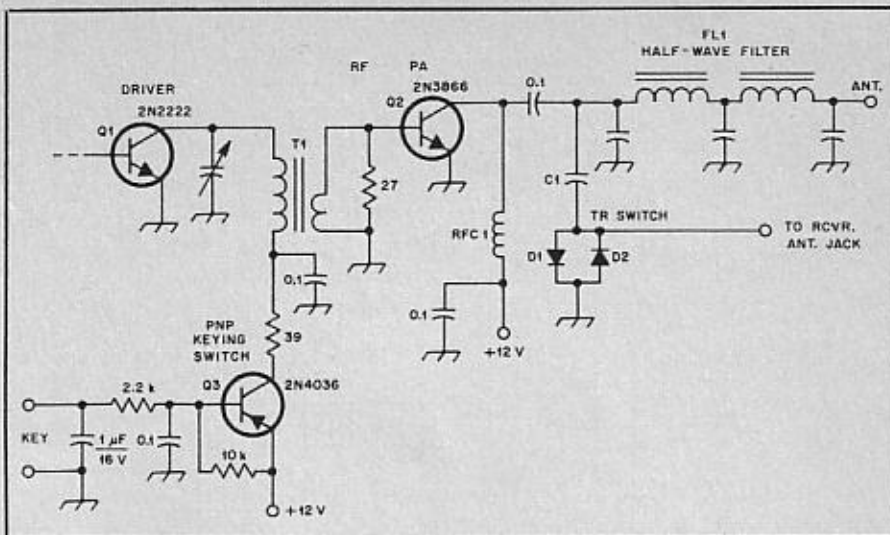 FL1
HALF-WAVE FILTER
RF PA
DRIVER
2N2222
2N3866
0.1
ANT.
Q1
Q2
T1
27
C1
TR SWITCH
RFC 1
TO RCVR.
ANT. JACK
D1
D2
0.1
0.1
+12 V
PNP
KEYING
SWITCH
39
Q3
2N4036
2.2 k
KEY
1 µF
16 V
0.1
10 k
+12 V